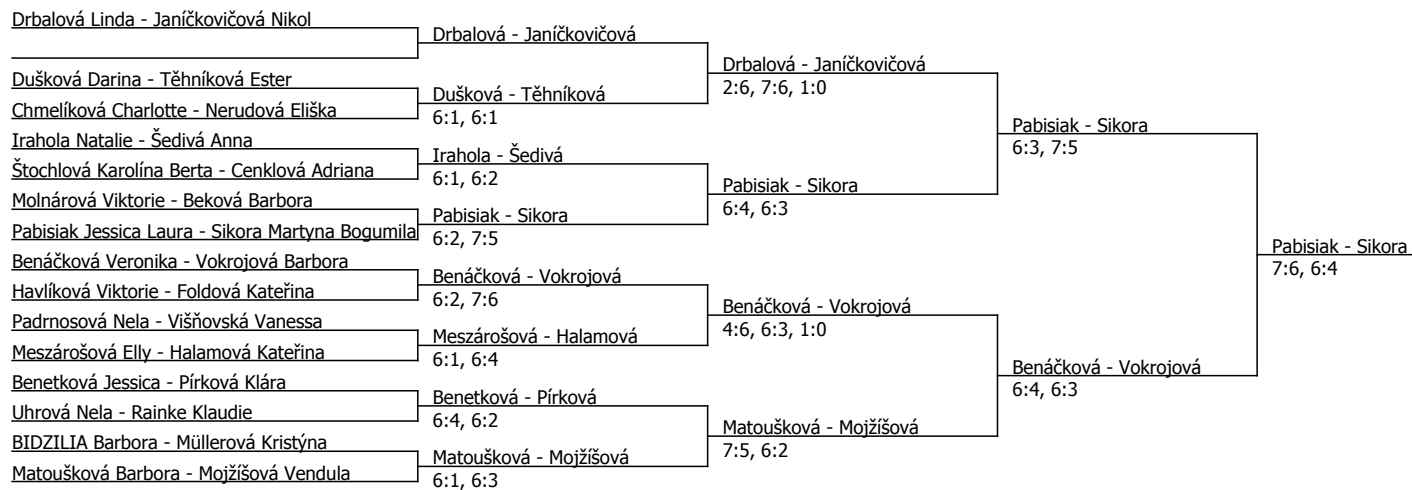 Drbalová Linda - Janíčkovičová Nikol
Drbalová - Janíčkovičová
Drbalová - Janíčkovičová
2:6, 7:6, 1:0
Dušková Darina - Těhníková Ester
Dušková - Těhníková
6:1, 6:1
Chmelíková Charlotte - Nerudová Eliška
Pabisiak - Sikora
6:3, 7:5
Irahola Natalie - Šedivá Anna
Irahola - Šedivá
6:1, 6:2
Štochlová Karolína Berta - Cenklová Adriana
Pabisiak - Sikora
6:4, 6:3
Molnárová Viktorie - Beková Barbora
Pabisiak - Sikora
6:2, 7:5
Pabisiak Jessica Laura - Sikora Martyna Bogumila
Pabisiak - Sikora
7:6, 6:4
Benáčková Veronika - Vokrojová Barbora
Benáčková - Vokrojová
6:2, 7:6
Havlíková Viktorie - Foldová Kateřina
Benáčková - Vokrojová
4:6, 6:3, 1:0
Padrnosová Nela - Višňovská Vanessa
Meszárošová - Halamová
6:1, 6:4
Meszárošová Elly - Halamová Kateřina
Benáčková - Vokrojová
6:4, 6:3
Benetková Jessica - Pírková Klára
Benetková - Pírková
6:4, 6:2
Uhrová Nela - Rainke Klaudie
Matoušková - Mojžíšová
7:5, 6:2
BIDZILIA Barbora - Müllerová Kristýna
Matoušková - Mojžíšová
6:1, 6:3
Matoušková Barbora - Mojžíšová Vendula